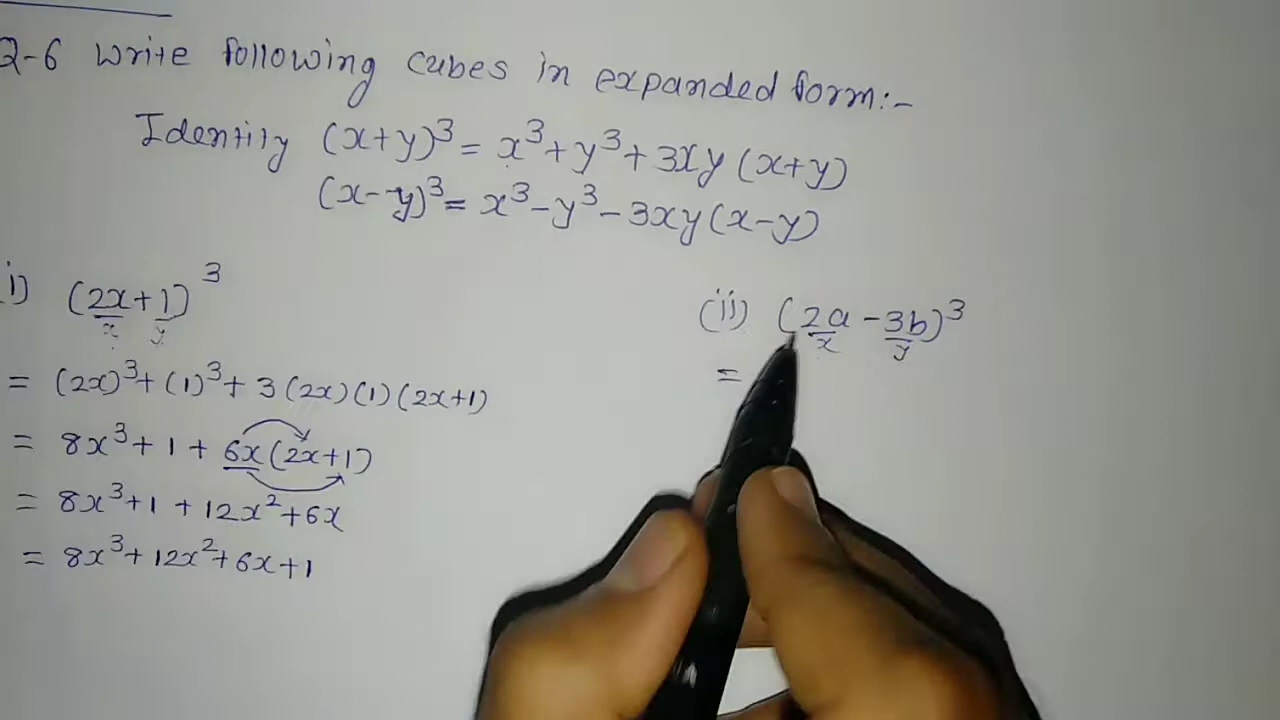 Q-6 Write following cubes in expanded form:-
Identity (x+y)³ = x³+y³+3xy(x+y)
(x-y)³ = x³-y³-3xy(x-y)
i) (2x+1)³
x y
= (2x)³+(1)³+3(2x)(1)(2x+1)
= 8x³+1+6x(2x+1)
= 8x³+1+12x²+6x
= 8x³+12x²+6x+1
(ii) (2a-3b)³
x y
=